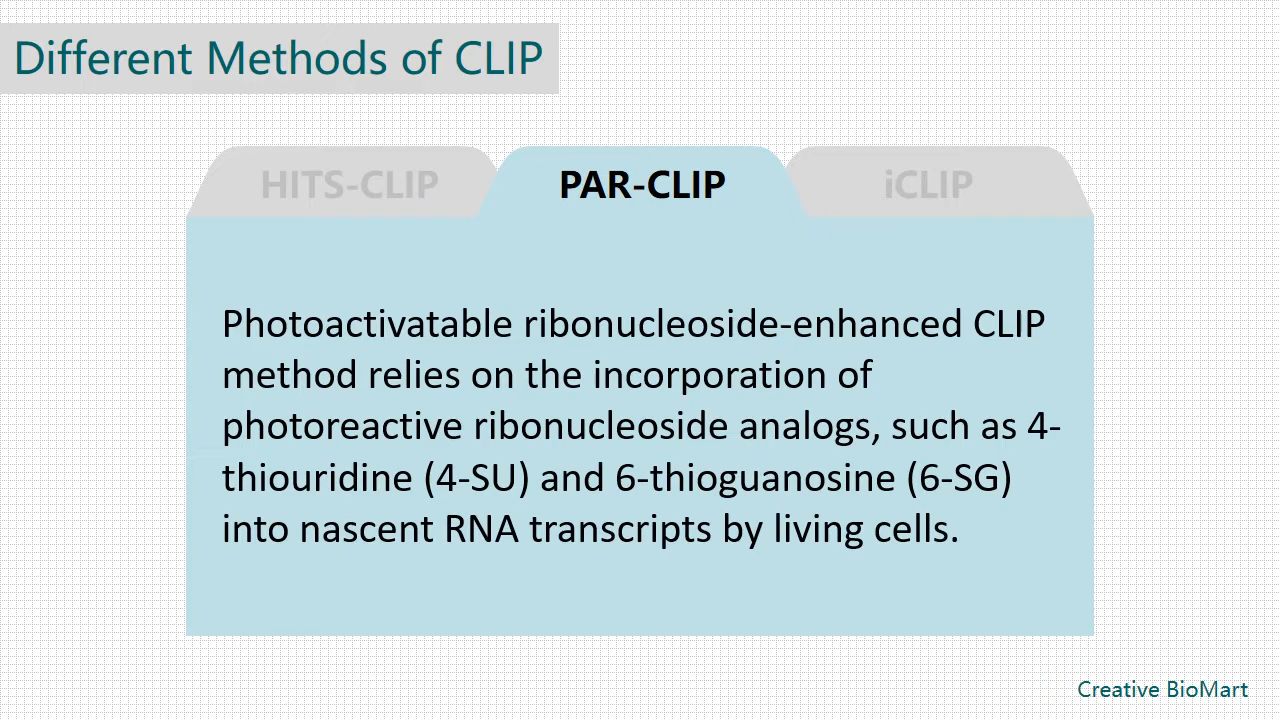 Different Methods of CLIP
HITS-CLIP
PAR-CLIP
iCLIP
Photoactivatable ribonucleoside-enhanced CLIP
method relies on the incorporation of
photoreactive ribonucleoside analogs, such as 4-
thiouridine (4-SU) and 6-thioguanosine (6-SG)
into nascent RNA transcripts by living cells.
Creative BioMart